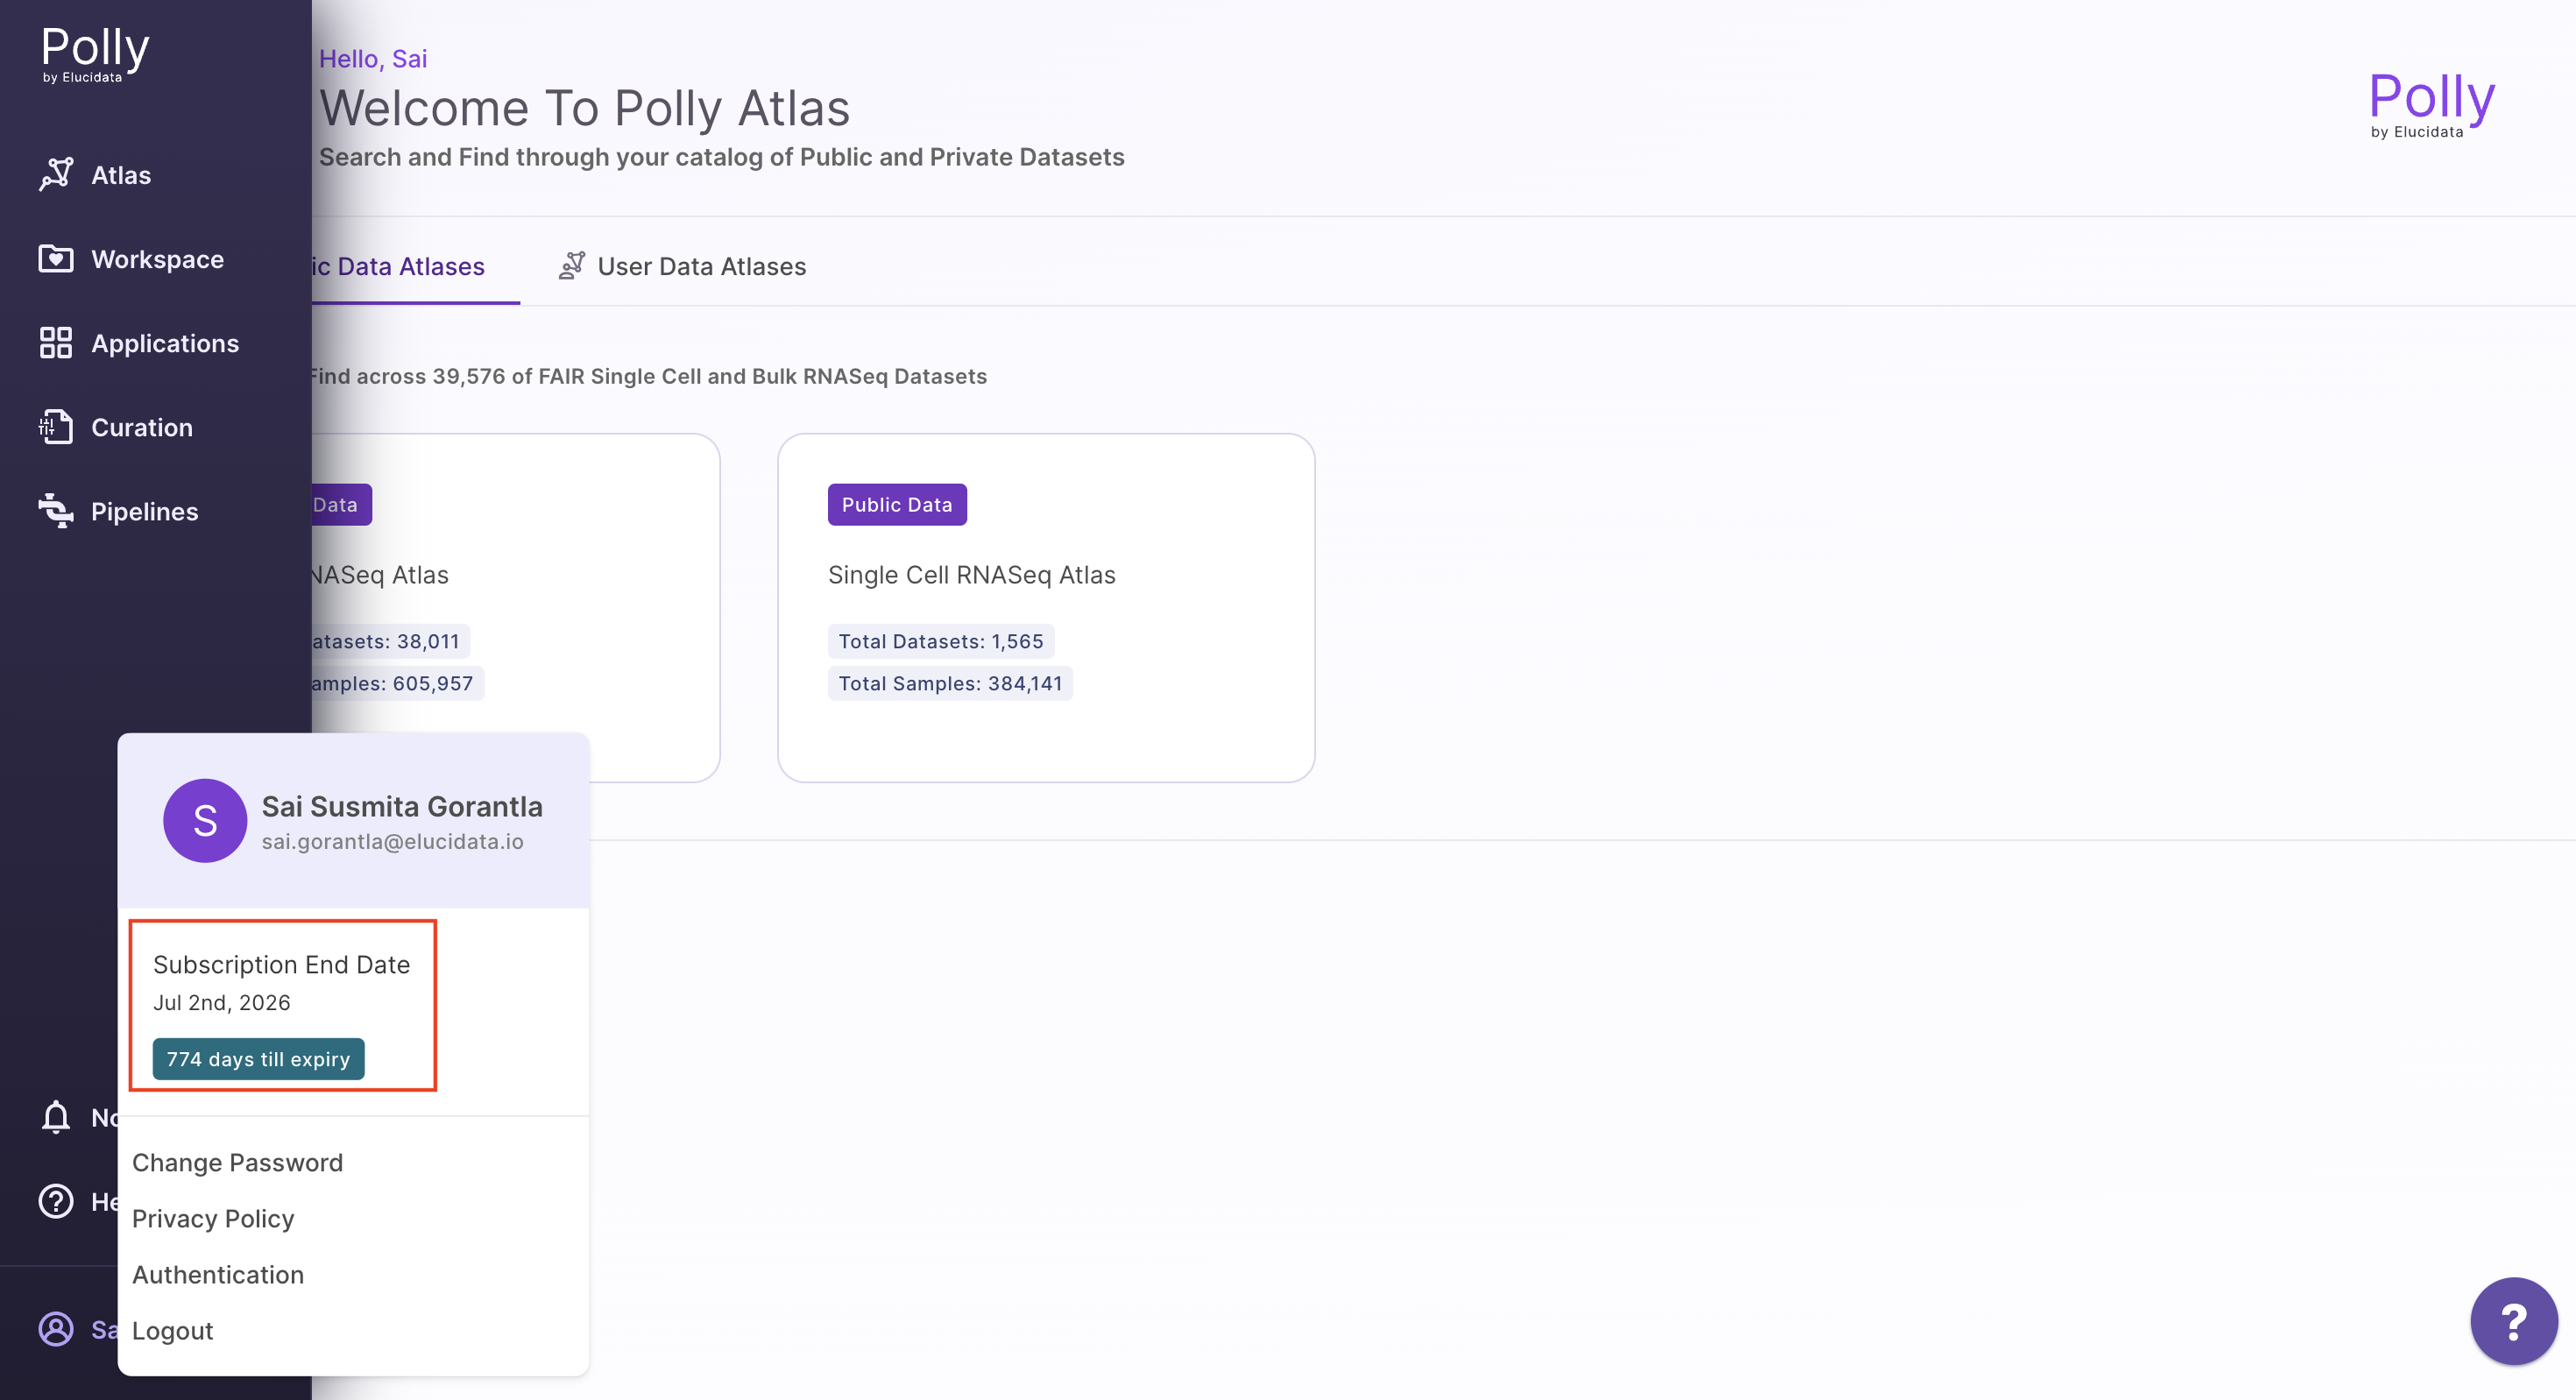 Polly
by Elucidata
Atlas
Workspace
Applications
Curation
Pipelines
Hello, Sai
Welcome To Polly Atlas
Search and Find through your catalog of Public and Private Datasets
Polly
by Elucidata
ic Data Atlases
User Data Atlases
Find across 39,576 of FAIR Single Cell and Bulk RNASeq Datasets
Data
NASeq Atlas
atasets: 38,011
amples: 605,957
Public Data
Single Cell RNASeq Atlas
Total Datasets: 1,565
Total Samples: 384,141
S
Sai Susmita Gorantla
sai.gorantla@elucidata.io
Subscription End Date
Jul 2nd, 2026
774 days till expiry
No
He
Sa
Change Password
Privacy Policy
Authentication
Logout
?